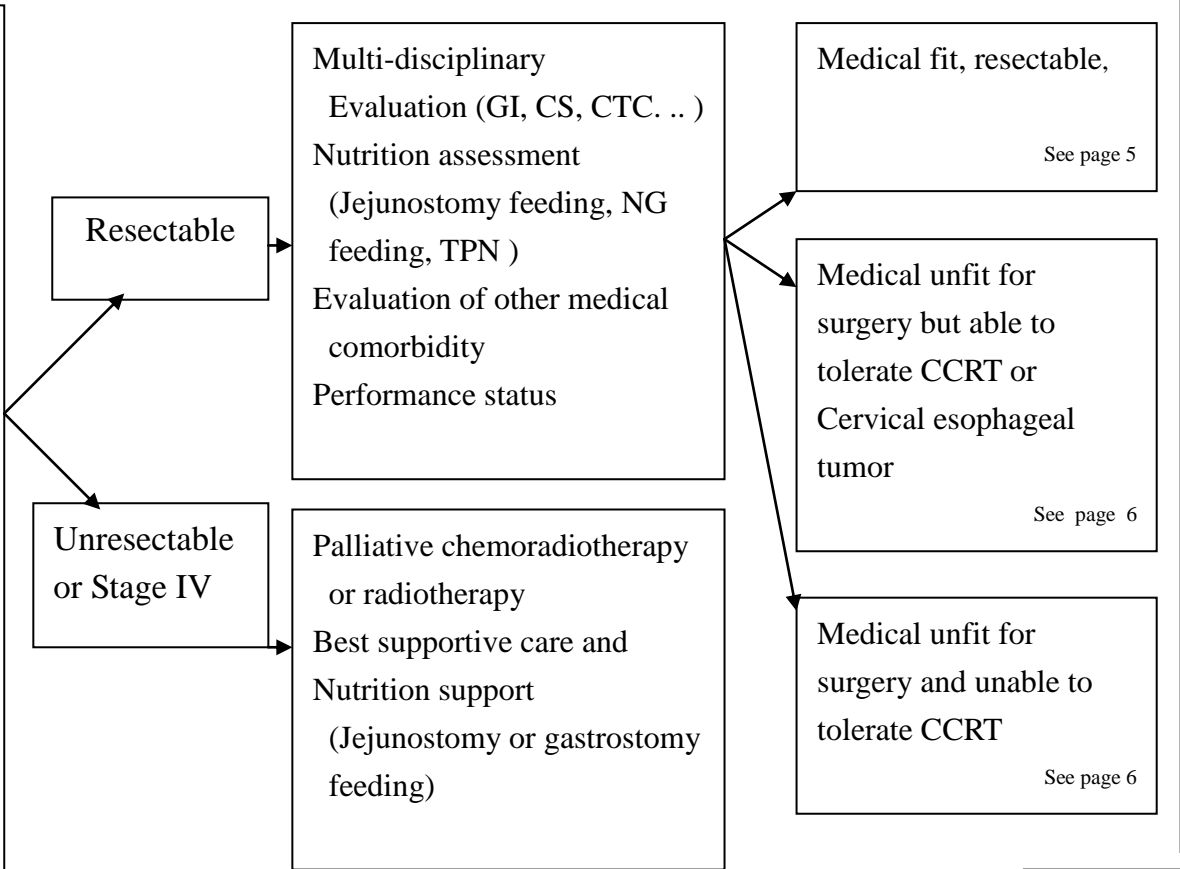 Resectable
Unresectable
or Stage IV
Multi-disciplinary
Evaluation (GI, CS, CTC. .. )
Nutrition assessment
(Jejunostomy feeding, NG
feeding, TPN )
Evaluation of other medical
comorbidity
Performance status
Palliative chemoradiotherapy
or radiotherapy
Best supportive care and
Nutrition support
(Jejunostomy or gastrostomy
feeding)
Medical fit, resectable,
See page 5
Medical unfit for
surgery but able to
tolerate CCRT or
Cervical esophageal
tumor
See page 6
Medical unfit for
surgery and unable to
tolerate CCRT
See page 6